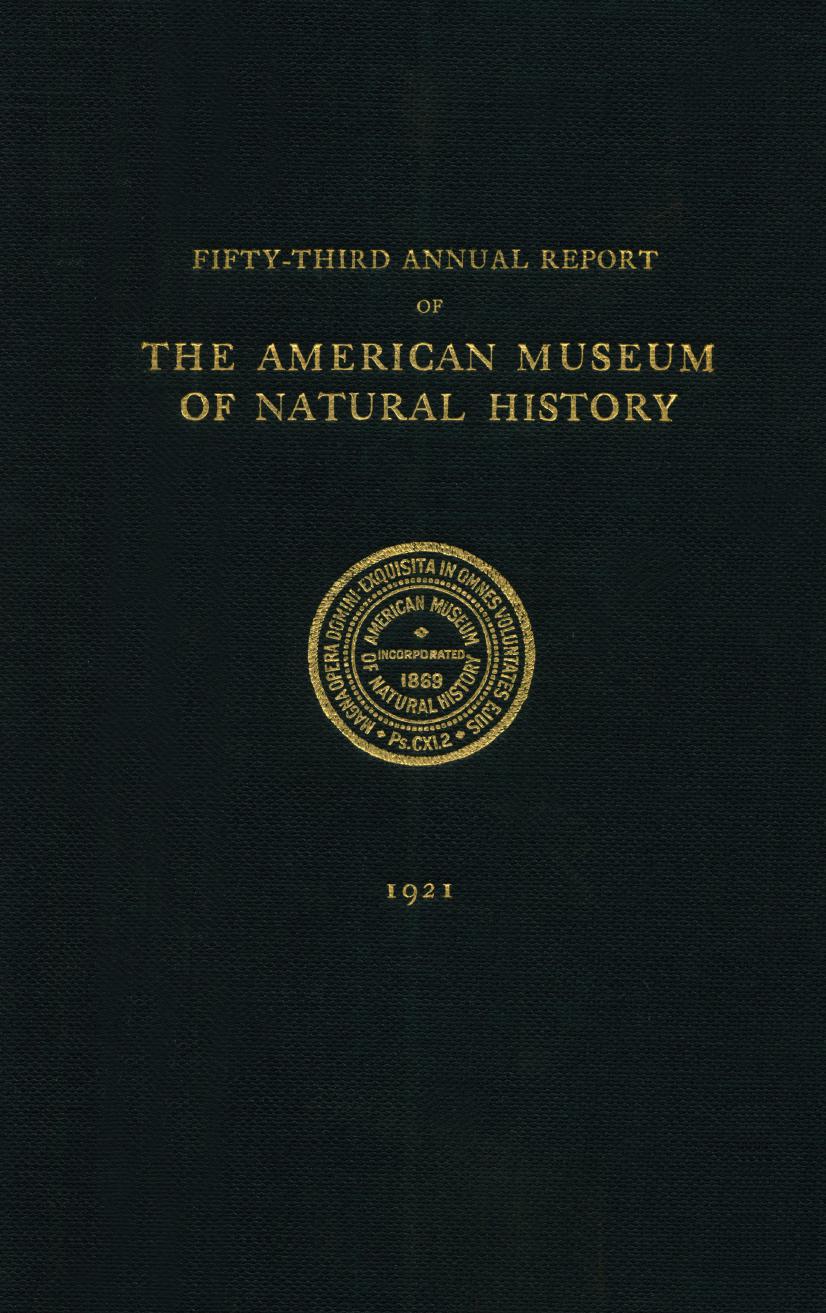 FIFTY-THIRD ANNUAL REPORT
OF
THE AMERICAN MUSEUM
OF NATURAL HISTORY
MAGNA OPERA DOMINI·EXQUISITA IN OMNES VOLUNTATES EJUS
Ps.CXI.2
AMERICAN MUSEUM
INCORPORATED
1869
OF NATURAL HISTORY
1921